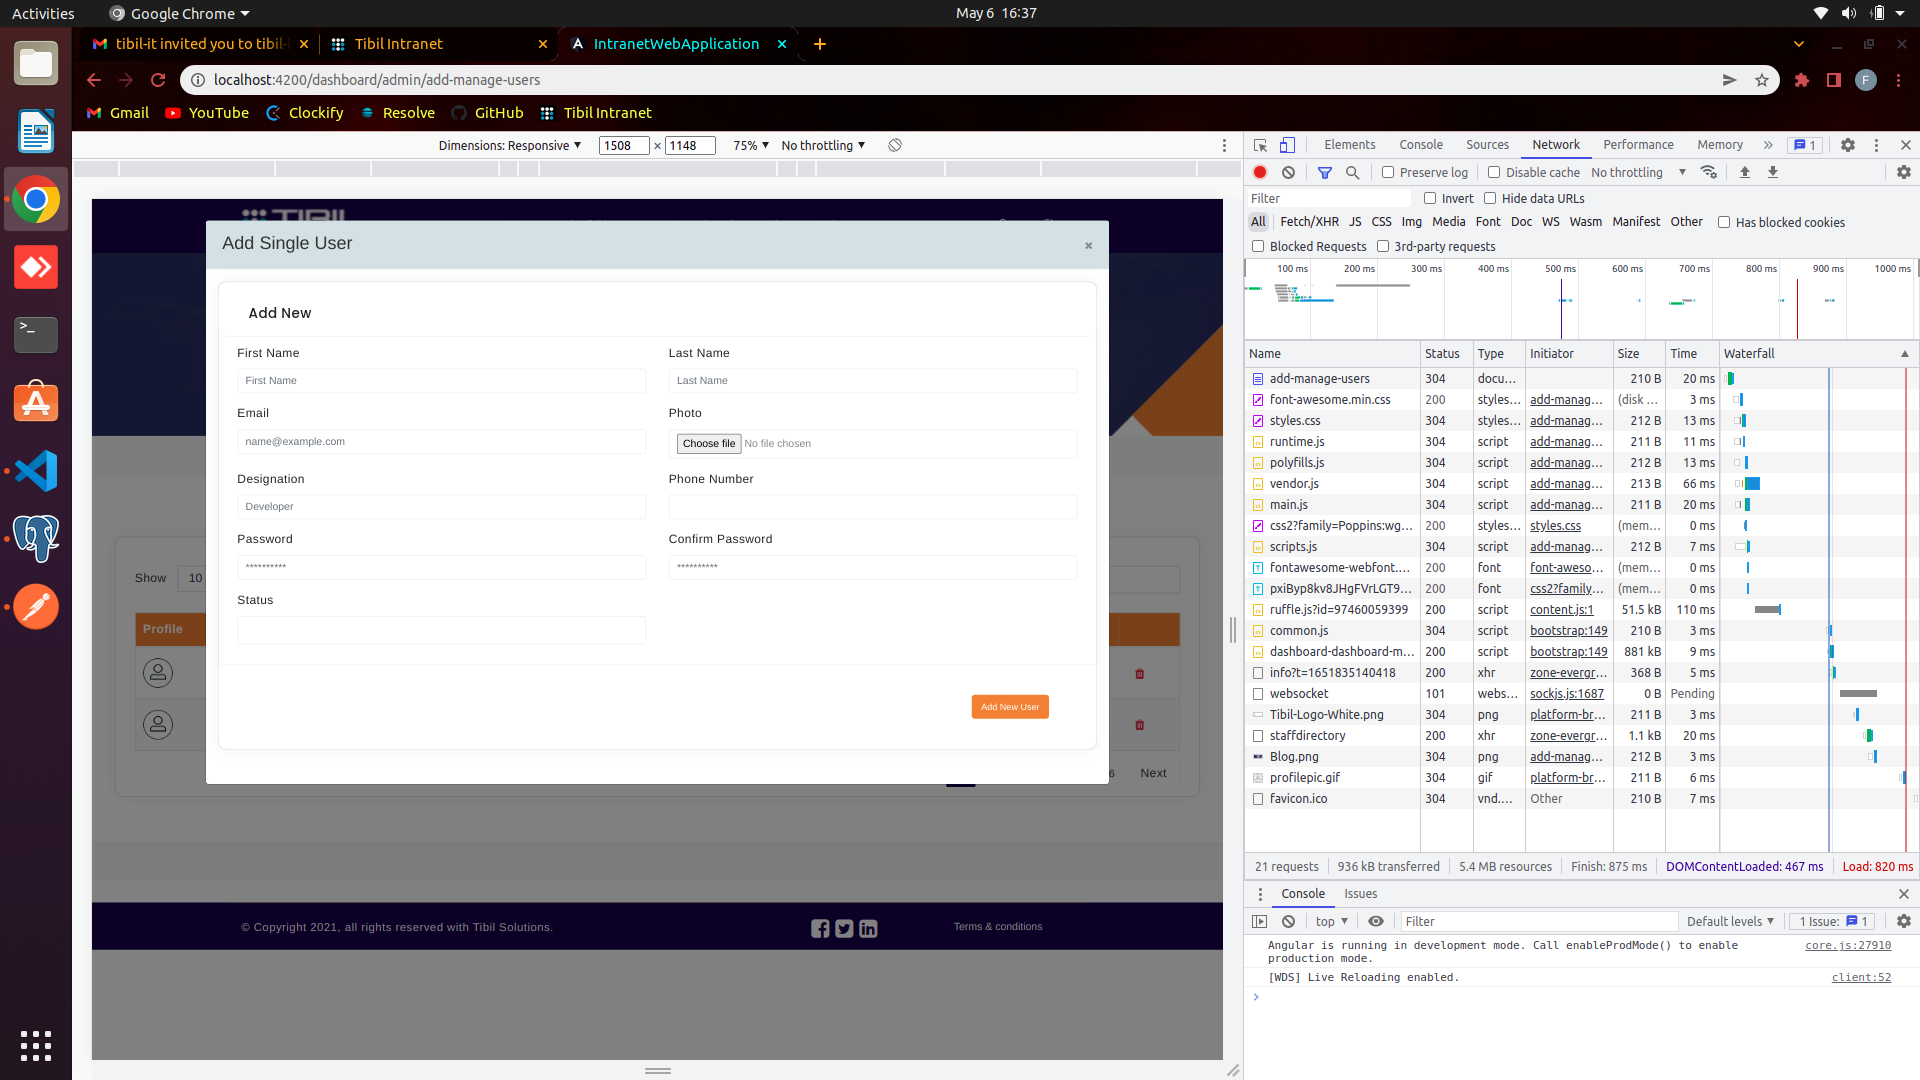 Activities
Google Chrome
May 6 16:37
tibil-it invited you to tibil-i
Tibil Intranet
IntranetWebApplication
localhost:4200/dashboard/admin/add-manage-users
F
Gmail
YouTube
Clockify
Resolve
GitHub
Tibil Intranet
Dimensions: Responsive
1508 × 1148
75%
No throttling
TIBIL
Add Single User
×
Add New
First Name
Last Name
First Name
Last Name
Email
Photo
name@example.com
Choose file No file chosen
Designation
Phone Number
Developer
Password
Confirm Password
**********
**********
Status
Add New User
Show 10
Profile
6 Next
© Copyright 2021, all rights reserved with Tibil Solutions.
Terms & conditions
Elements Console Sources Network Performance Memory » 1
Preserve log Disable cache No throttling
Filter Invert Hide data URLs
All Fetch/XHR JS CSS Img Media Font Doc WS Wasm Manifest Other Has blocked cookies
Blocked Requests 3rd-party requests
100 ms 200 ms 300 ms 400 ms 500 ms 600 ms 700 ms 800 ms 900 ms 1000 ms
Name Status Type Initiator Size Time Waterfall
add-manage-users 304 docu... 210 B 20 ms
font-awesome.min.css 200 styles... add-manag... (disk ... 3 ms
styles.css 304 styles... add-manag... 212 B 13 ms
runtime.js 304 script add-manag... 211 B 11 ms
polyfills.js 304 script add-manag... 212 B 13 ms
vendor.js 304 script add-manag... 213 B 66 ms
main.js 304 script add-manag... 211 B 20 ms
css2?family=Poppins:wg... 200 styles... styles.css (mem... 0 ms
scripts.js 304 script add-manag... 212 B 7 ms
fontawesome-webfont.... 200 font font-aweso... (mem... 0 ms
pxiByp8kv8JHgFVrLGT9... 200 font css2?family... (mem... 0 ms
ruffle.js?id=97460059399 200 script content.js:1 51.5 kB 110 ms
common.js 304 script bootstrap:149 210 B 3 ms
dashboard-dashboard-m... 200 script bootstrap:149 881 kB 9 ms
info?t=1651835140418 200 xhr zone-evergr... 368 B 5 ms
websocket 101 webs... sockjs.js:1687 0 B Pending
Tibil-Logo-White.png 304 png platform-br... 211 B 3 ms
staffdirectory 200 xhr zone-evergr... 1.1 kB 20 ms
Blog.png 304 png add-manag... 212 B 3 ms
profilepic.gif 304 gif platform-br... 211 B 6 ms
favicon.ico 304 vnd.... Other 210 B 7 ms
21 requests 936 kB transferred 5.4 MB resources Finish: 875 ms DOMContentLoaded: 467 ms Load: 820 ms
Console Issues
top Filter Default levels 1 Issue: 1
Angular is running in development mode. Call enableProdMode() to enable core.js:27910
production mode.
[WDS] Live Reloading enabled. client:52